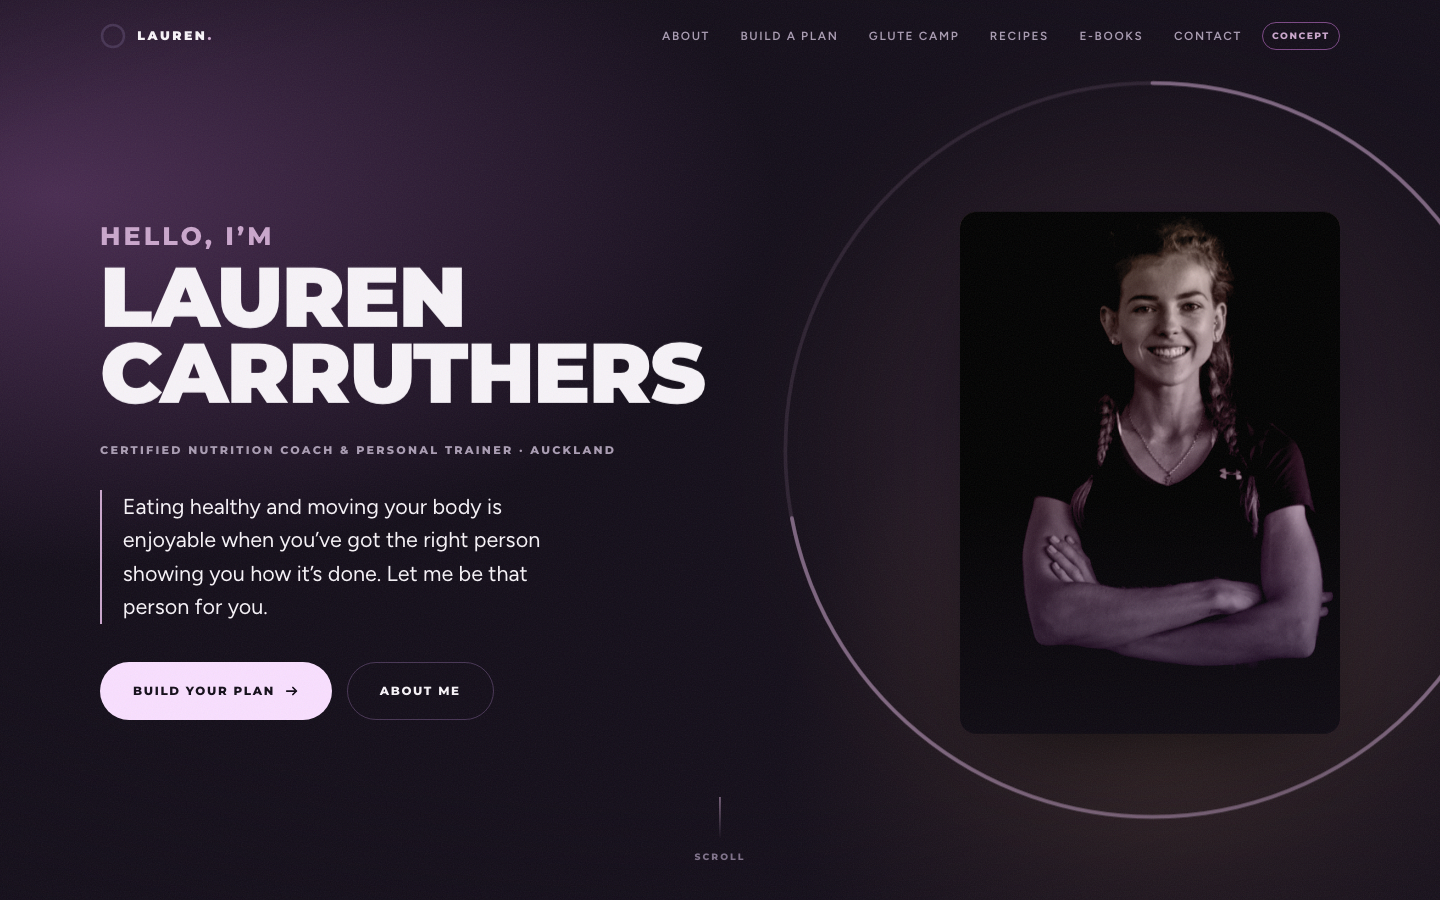 LAUREN.
ABOUT
BUILD A PLAN
GLUTE CAMP
RECIPES
E-BOOKS
CONTACT
CONCEPT
HELLO, I’M
LAUREN
CARRUTHERS
CERTIFIED NUTRITION COACH & PERSONAL TRAINER · AUCKLAND
Eating healthy and moving your body is
enjoyable when you’ve got the right person
showing you how it’s done. Let me be that
person for you.
BUILD YOUR PLAN →
ABOUT ME
SCROLL